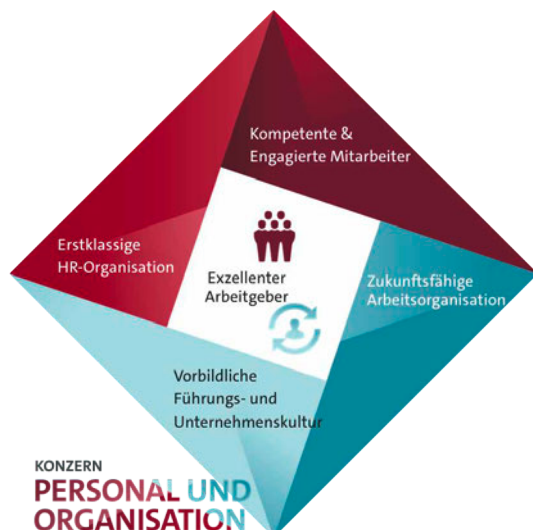 Kompetente &
Engagierte Mitarbeiter
Erstklassige
HR-Organisation
Exzellenter
Arbeitgeber
Zukunftsfähige
Arbeitsorganisation
Vorbildliche
Führungs- und
Unternehmenskultur
KONZERN
PERSONAL UND
ORGANISATION